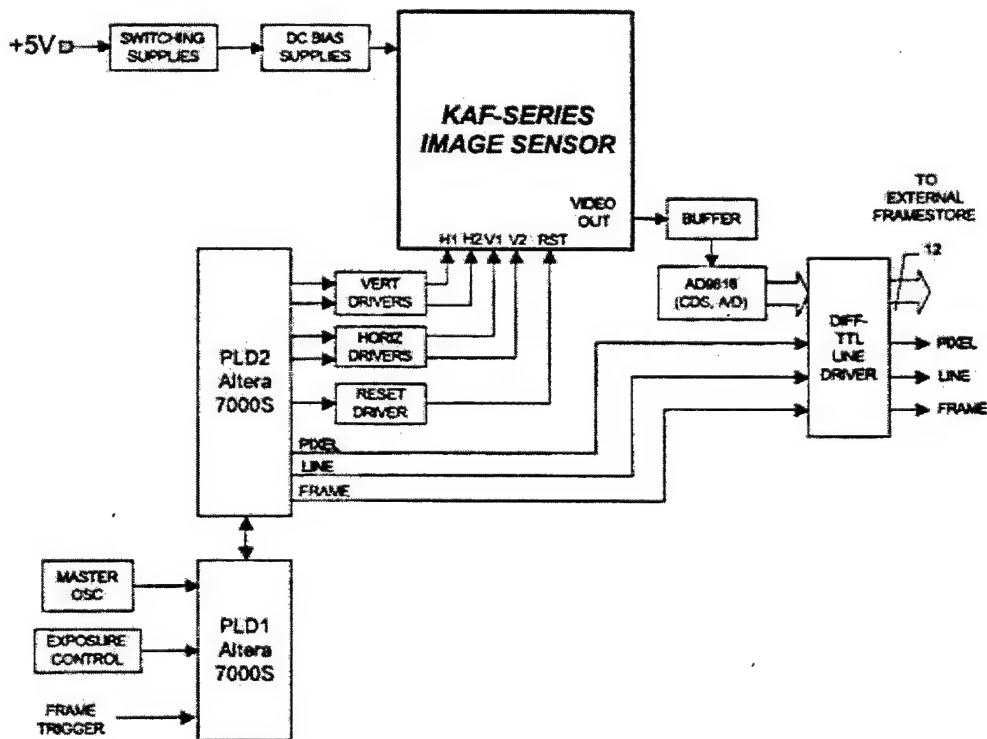 +5V
SWITCHING
SUPPLIES
DC BIAS
SUPPLIES
KAF-SERIES
IMAGE SENSOR
VIDEO
OUT
H1 H2 V1 V2 RST
BUFFER
TO
EXTERNAL
FRAMESTORE
12
AD9816
(CDS, A/D)
DIFF-
TTL
LINE
DRIVER
PIXEL
LINE
FRAME
VERT
DRIVERS
HORIZ
DRIVERS
RESET
DRIVER
PLD2
Altera
7000S
PIXEL
LINE
FRAME
MASTER
OSC
EXPOSURE
CONTROL
FRAME
TRIGGER
PLD1
Altera
7000S